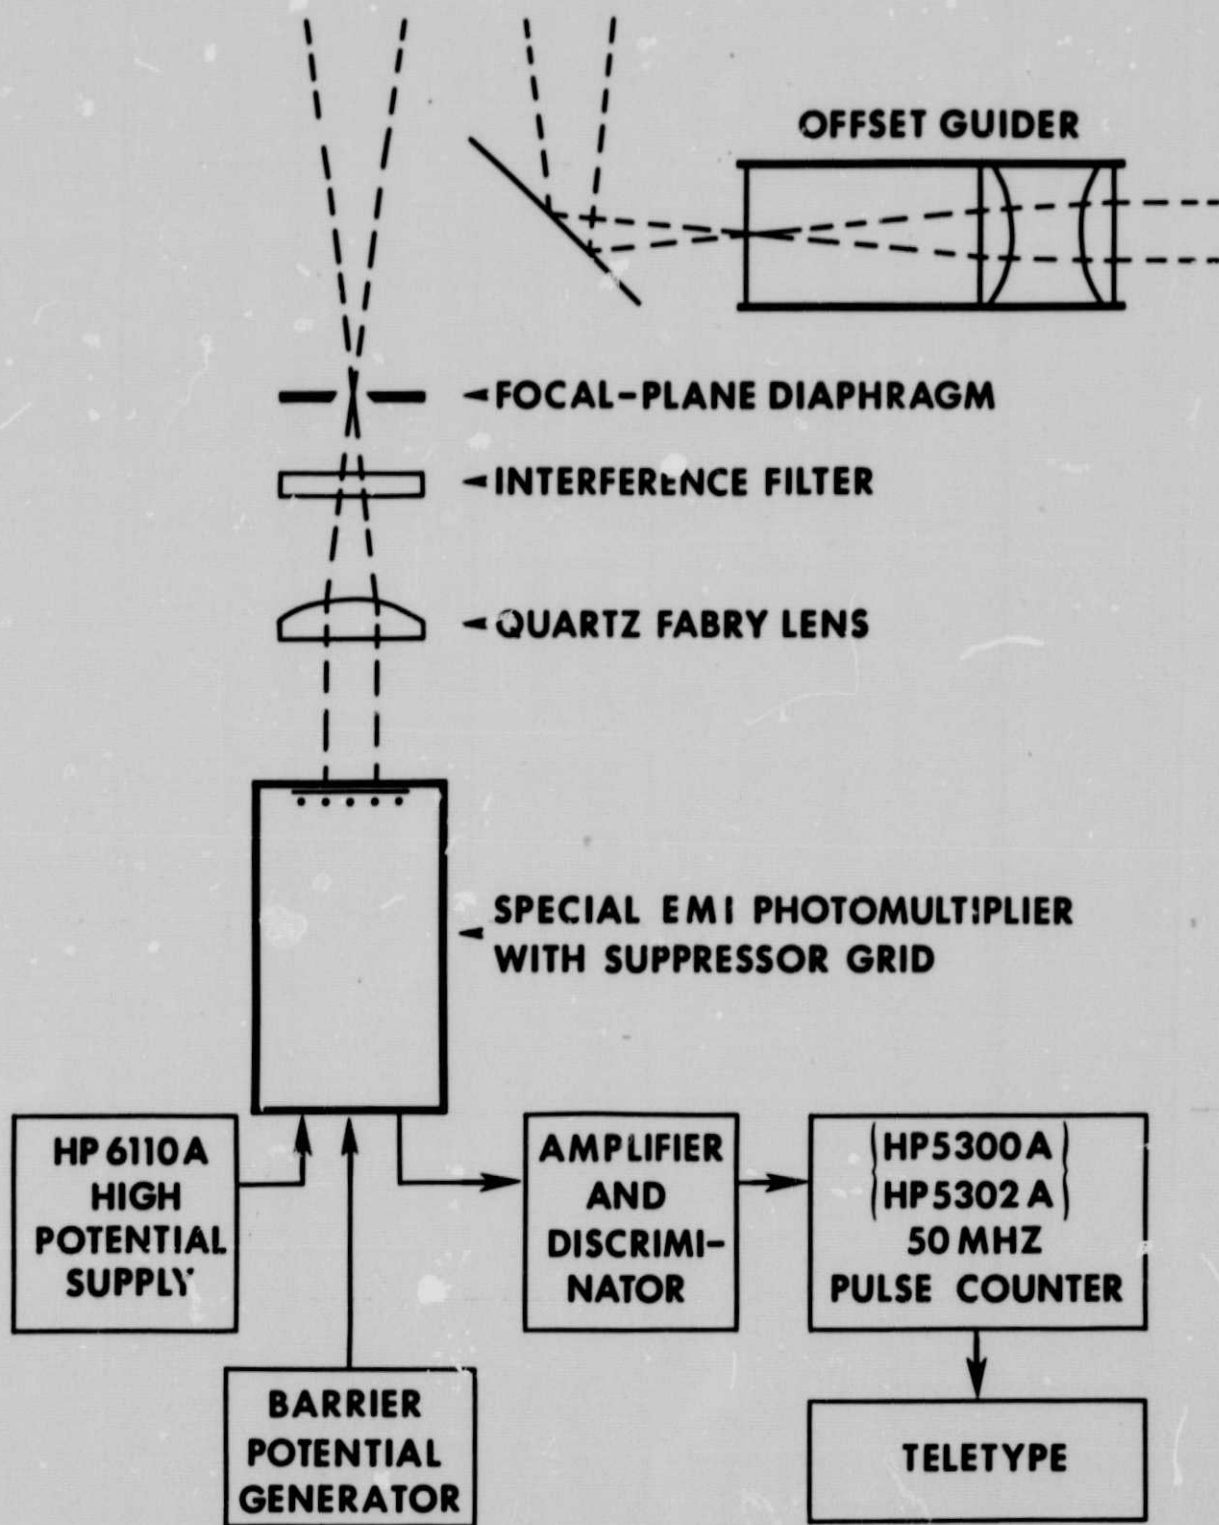 OFFSET GUIDER
FOCAL-PLANE DIAPHRAGM
INTERFERENCE FILTER
QUARTZ FABRY LENS
SPECIAL EMI PHOTOMULTIPLIER
WITH SUPPRESSOR GRID
HP 6110A
HIGH
POTENTIAL
SUPPLY
AMPLIFIER
AND
DISCRIMI-
NATOR
(HP5300A)
(HP5302A)
50 MHZ
PULSE COUNTER
BARRIER
POTENTIAL
GENERATOR
TELETYPE